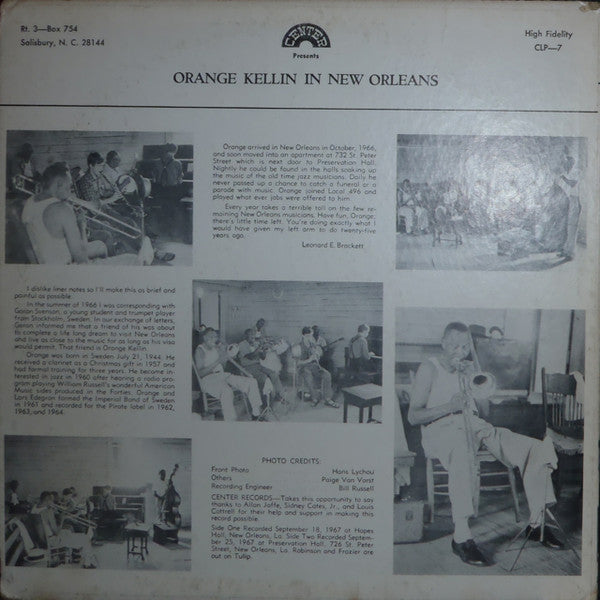 Rt. 3—Box 754
Salisbury, N. C. 28144
CENTER
Presents
High Fidelity
CLP—7
ORANGE KELLIN IN NEW ORLEANS
Orange arrived in New Orleans in October, 1966,
and soon moved into an apartment at 732 St. Peter
Street which is next door to Preservation Hall.
Nightly he could be found in the halls soaking up
the music of the old time jazz musicians. Daily he
never passed up a chance to catch a funeral or a
parade with music. Orange joined Local 496 and
played what ever jobs were offered to him.
Every year takes a terrible toll on the few re-
maining New Orleans musicians. Have fun, Orange,
there's little time left. You're doing exactly what I
would have given my left arm to do twenty-five
years ago.
Leonard E. Brackett
I dislike liner notes so I'll make this as brief and
painful as possible.
In the summer of 1966 I was corresponding with
Goran Svenson, a young student and trumpet player
from Stockholm, Sweden. In our exchange of letters,
Goran informed me that a friend of his was about
to complete a life long dream to visit New Orleans
and live as close to the music for as long as his visa
would permit. That friend is Orange Kellin.
Orange was born in Sweden July 21, 1944. He
received a clarinet as a Christmas gift in 1957 and
had formal training for three years. He become in-
terested in jazz in 1960 after hearing a radio pro-
gram playing William Russell's wonderful American
Music sides produced in the Forties. Orange and
Lars Edegran formed the Imperial Band of Sweden
in 1961 and recorded for the Pirate label in 1962,
1963, and 1964.
PHOTO CREDITS:
Front Photo Hans Lychou
Others Paige Van Vorst
Recording Engineer Bill Russell
CENTER RECORDS—Takes this opportunity to say
thanks to Allan Jaffe, Sidney Cates, Jr., and Louis
Cottrell for their help and support in making this
record possible.
Side One Recorded September 18, 1967 at Hopes
Hall, New Orleans, La. Side Two Recorded Septem-
ber 25, 1967 at Preservation Hall, 726 St. Peter
Street, New Orleans, La. Robinson and Frazier are
out on Tulip.